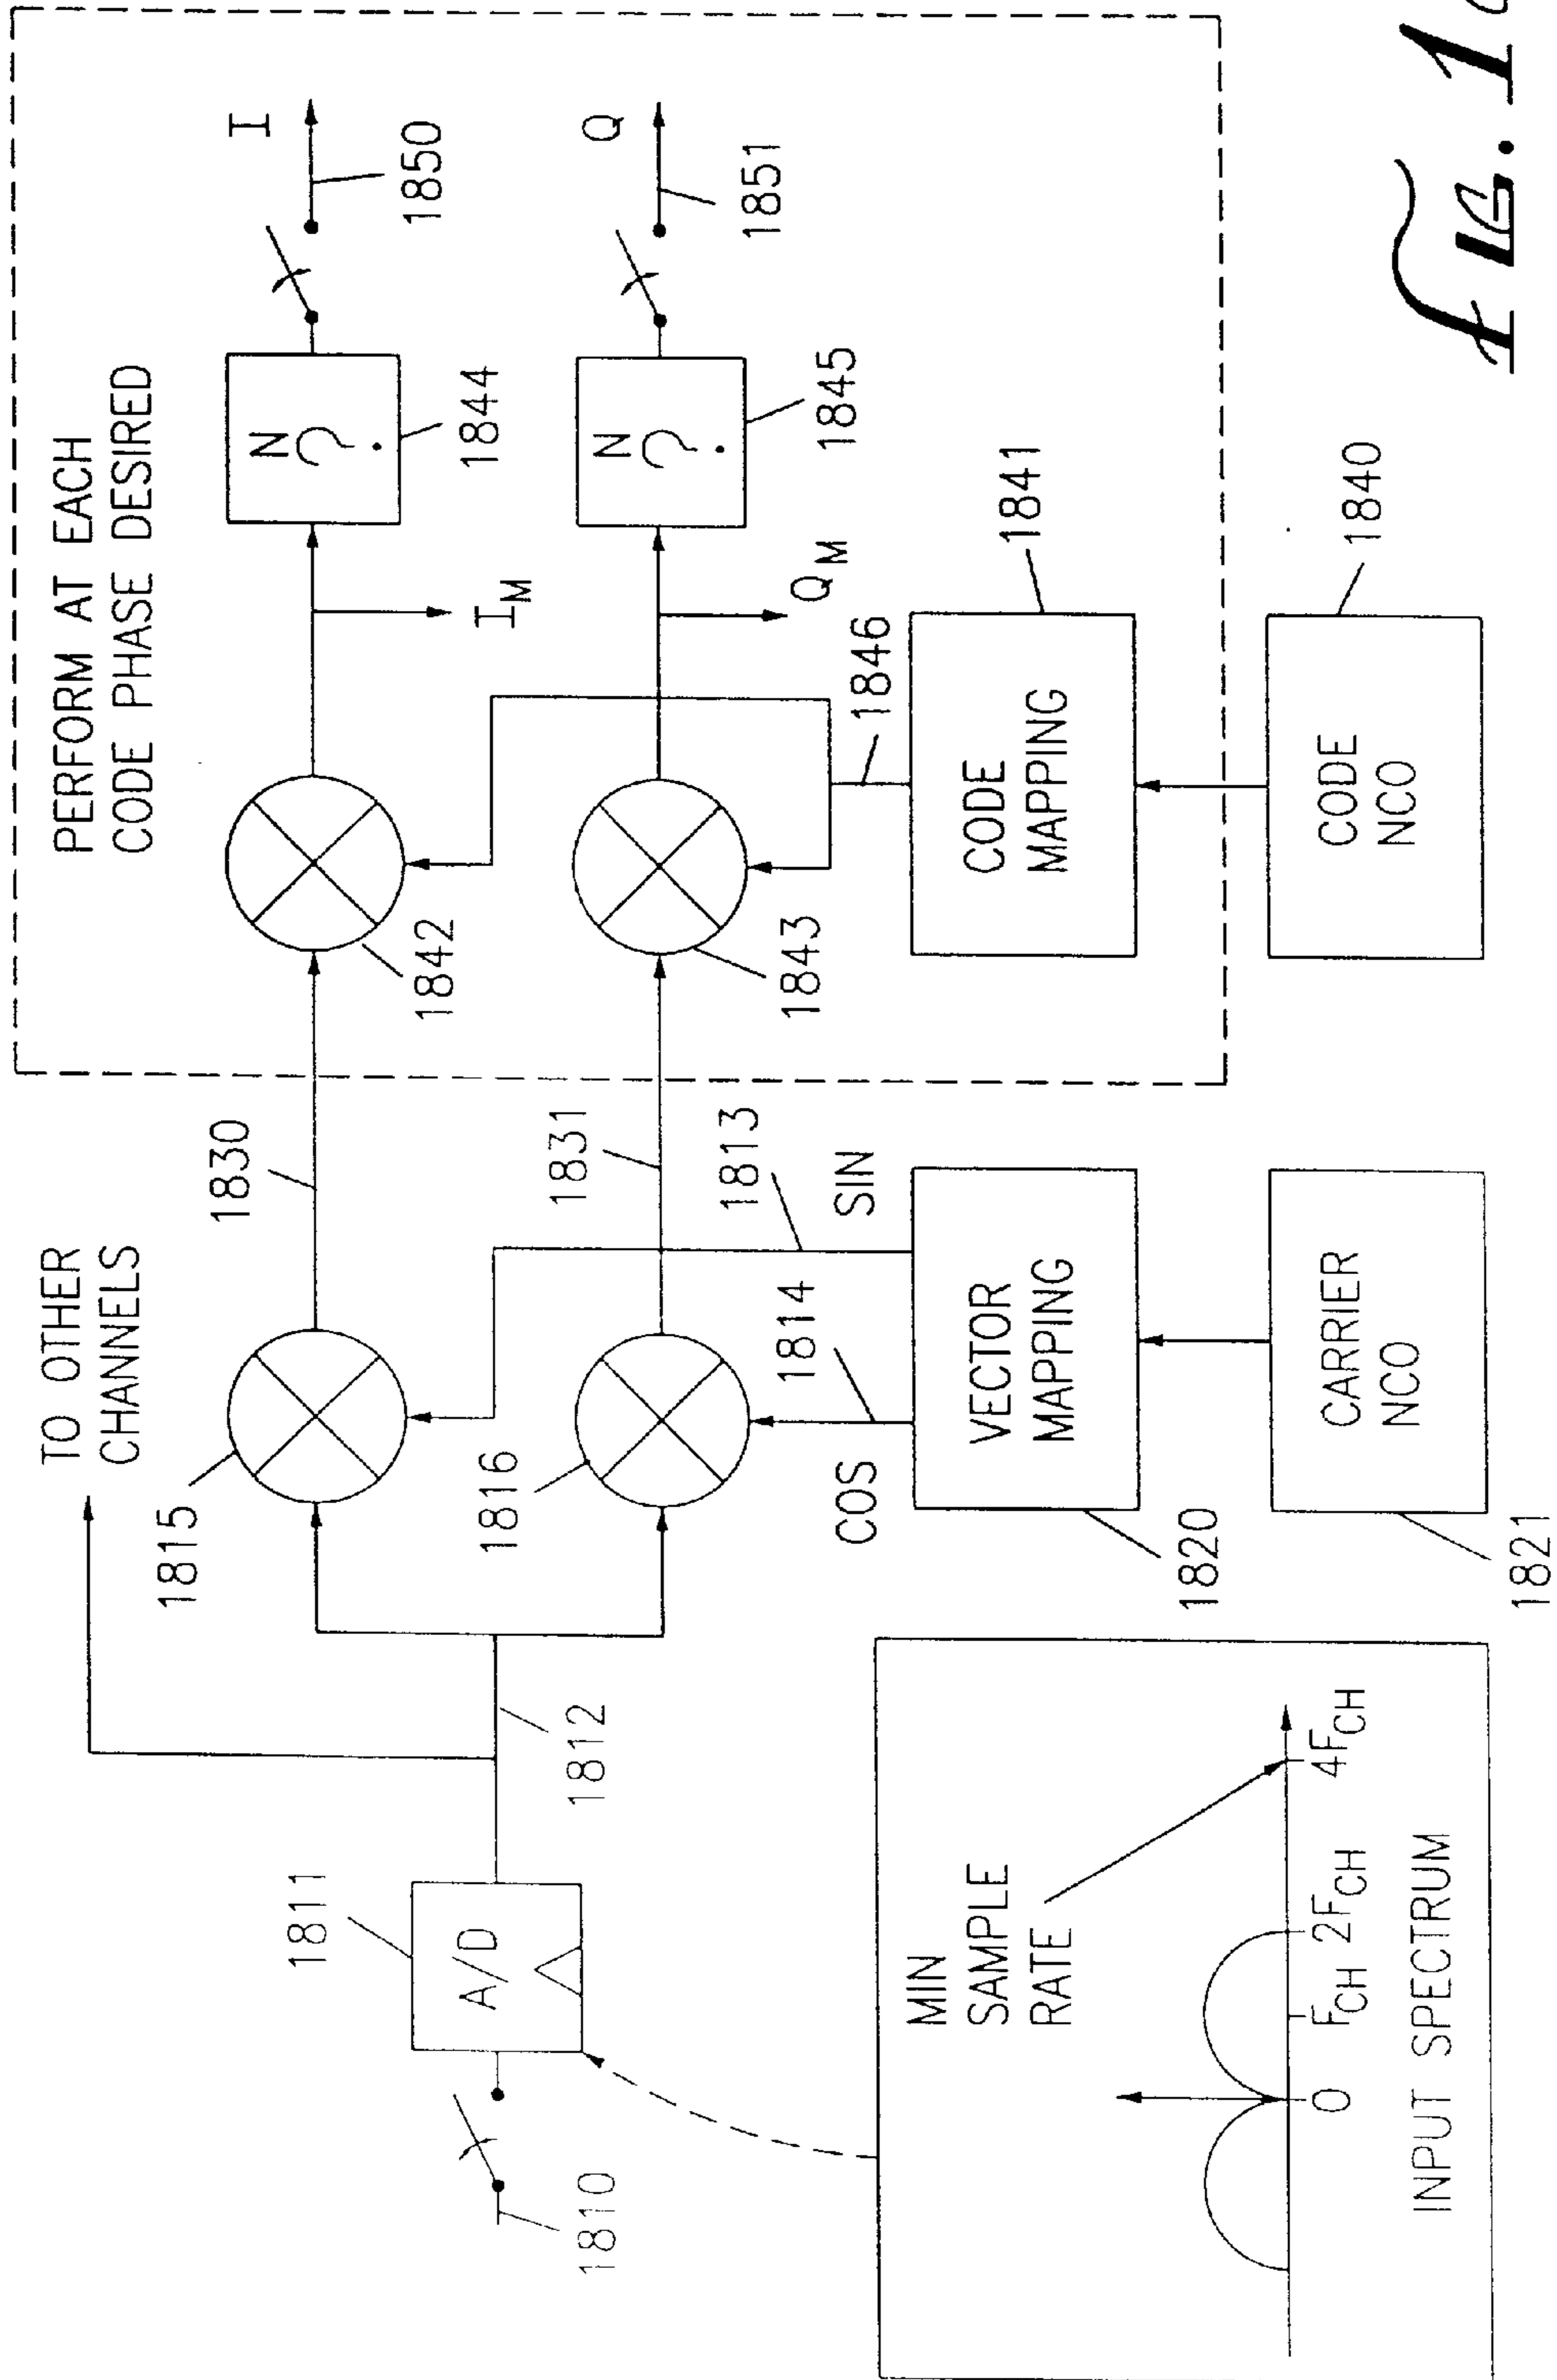 PERFORM AT EACH
CODE PHASE DESIRED
TO OTHER
CHANNELS
1815
1830
1842
I_M
N
?
1844
I
1850
1816
1831
1843
Q_M
N
?
1845
Q
1851
1811
A/D
1810
1812
COS
1814
1813
SIN
1846
VECTOR
MAPPING
1820
CODE
MAPPING
1841
CARRIER
NCO
1821
CODE
NCO
1840
MIN
SAMPLE
RATE
0
F_CH
2F_CH
4F_CH
INPUT SPECTRUM